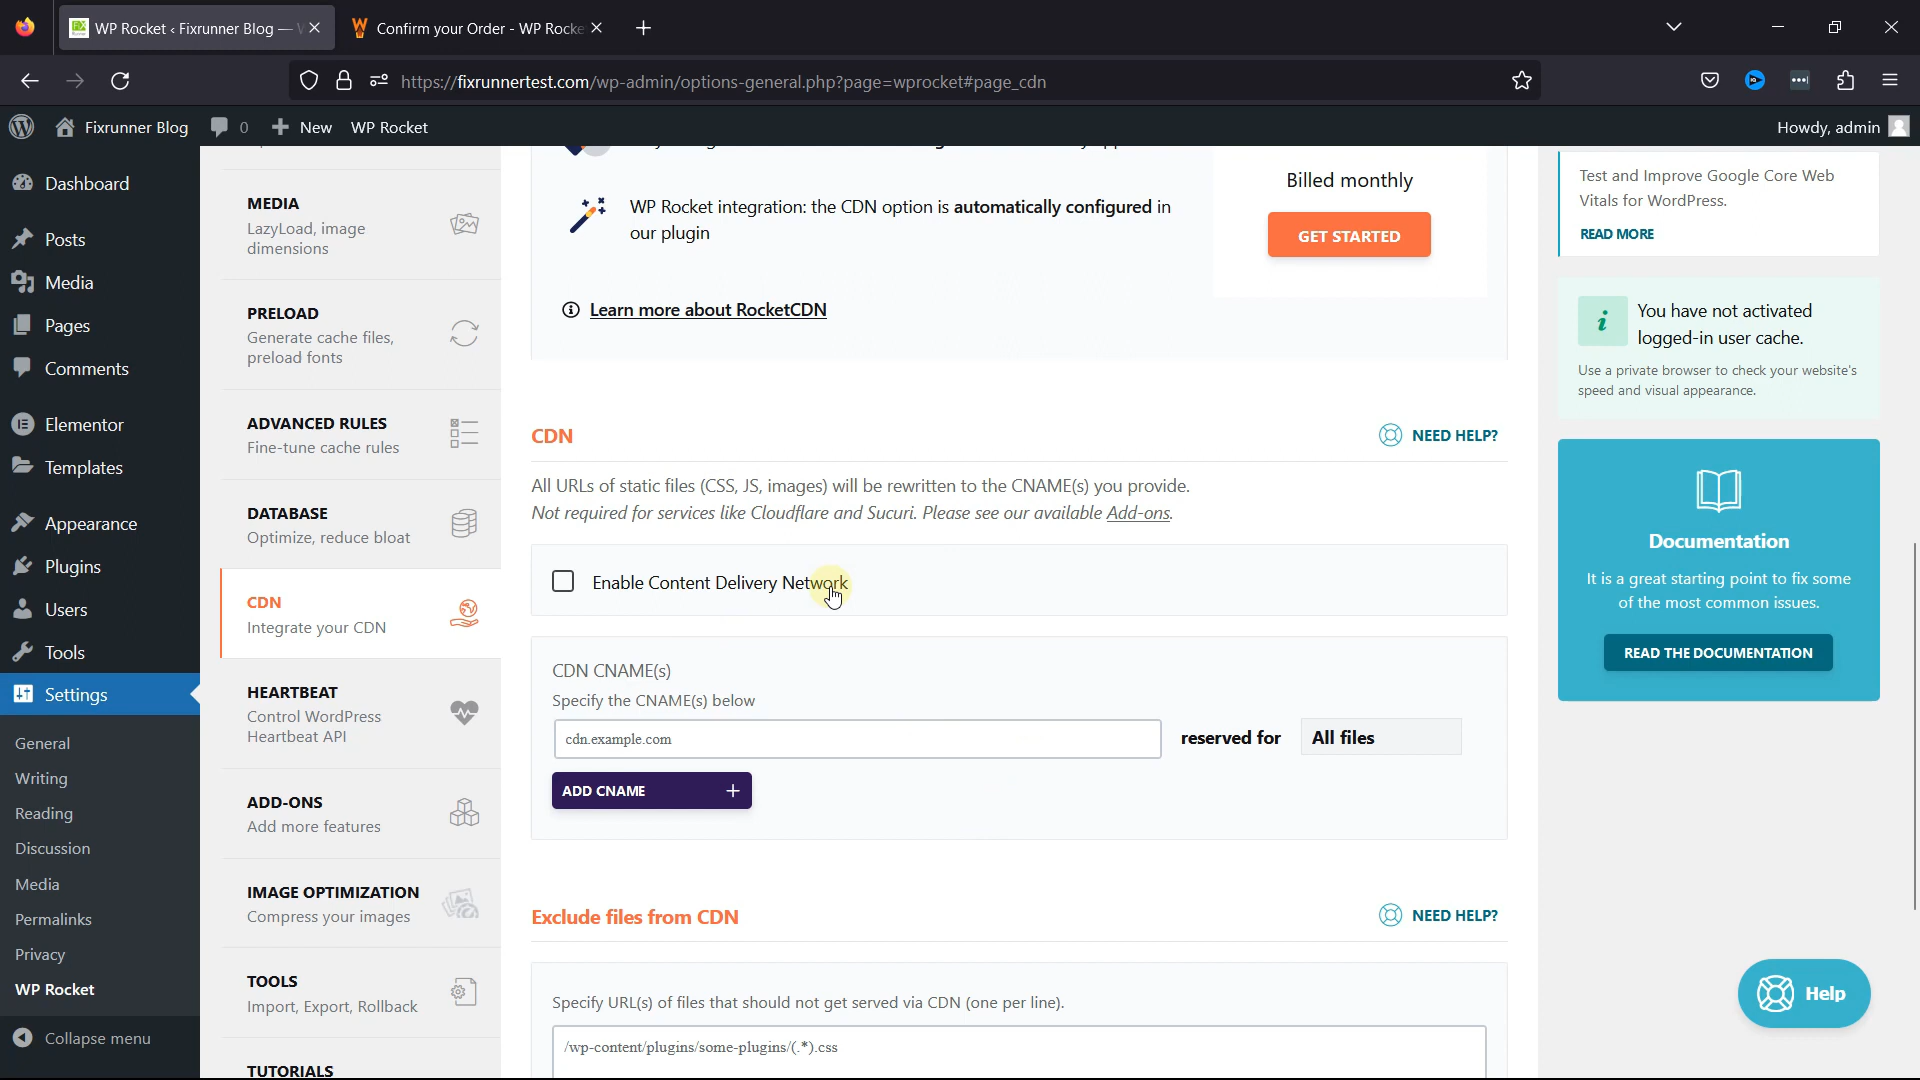 WP Rocket ‹ Fixrunner Blog — W
Confirm your Order - WP Rocke
https://fixrunnertest.com/wp-admin/options-general.php?page=wprocket#page_cdn
Fixrunner Blog
0
New
WP Rocket
Howdy, admin
Dashboard
Posts
Media
Pages
Comments
Elementor
Templates
Appearance
Plugins
Users
Tools
Settings
General
Writing
Reading
Discussion
Media
Permalinks
Privacy
WP Rocket
Collapse menu
MEDIA
LazyLoad, image
dimensions
PRELOAD
Generate cache files,
preload fonts
ADVANCED RULES
Fine-tune cache rules
DATABASE
Optimize, reduce bloat
CDN
Integrate your CDN
HEARTBEAT
Control WordPress
Heartbeat API
ADD-ONS
Add more features
IMAGE OPTIMIZATION
Compress your images
TOOLS
Import, Export, Rollback
TUTORIALS
WP Rocket integration: the CDN option is automatically configured in
our plugin
Billed monthly
GET STARTED
Learn more about RocketCDN
CDN
NEED HELP?
All URLs of static files (CSS, JS, images) will be rewritten to the CNAME(s) you provide.
Not required for services like Cloudflare and Sucuri. Please see our available Add-ons.
Enable Content Delivery Network
CDN CNAME(s)
Specify the CNAME(s) below
cdn.example.com
reserved for
All files
ADD CNAME +
Exclude files from CDN
NEED HELP?
Specify URL(s) of files that should not get served via CDN (one per line).
/wp-content/plugins/some-plugins/(.*).css
Test and Improve Google Core Web
Vitals for WordPress.
READ MORE
You have not activated
logged-in user cache.
Use a private browser to check your website's
speed and visual appearance.
Documentation
It is a great starting point to fix some
of the most common issues.
READ THE DOCUMENTATION
Help